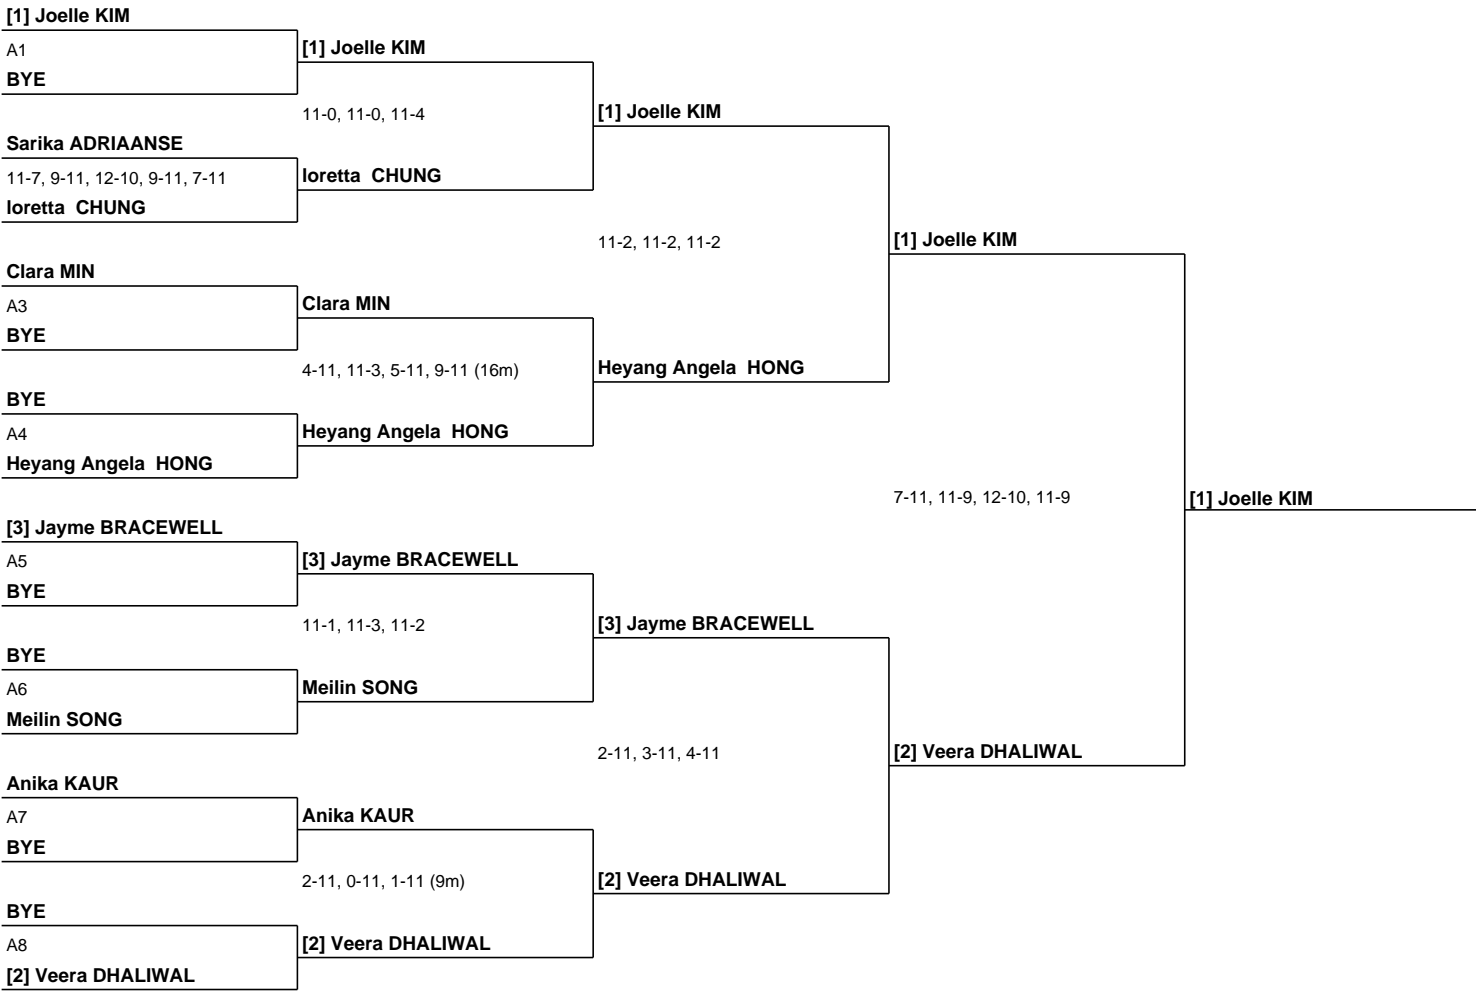 [1] Joelle KIM
A1
BYE
[1] Joelle KIM
11-0, 11-0, 11-4
[1] Joelle KIM
Sarika ADRIAANSE
11-7, 9-11, 12-10, 9-11, 7-11
loretta  CHUNG
loretta  CHUNG
11-2, 11-2, 11-2
[1] Joelle KIM
Clara MIN
A3
BYE
Clara MIN
4-11, 11-3, 5-11, 9-11 (16m)
Heyang Angela  HONG
BYE
A4
Heyang Angela  HONG
Heyang Angela  HONG
7-11, 11-9, 12-10, 11-9
[1] Joelle KIM
[3] Jayme BRACEWELL
A5
BYE
[3] Jayme BRACEWELL
11-1, 11-3, 11-2
[3] Jayme BRACEWELL
BYE
A6
Meilin SONG
Meilin SONG
2-11, 3-11, 4-11
[2] Veera DHALIWAL
Anika KAUR
A7
BYE
Anika KAUR
2-11, 0-11, 1-11 (9m)
[2] Veera DHALIWAL
BYE
A8
[2] Veera DHALIWAL
[2] Veera DHALIWAL